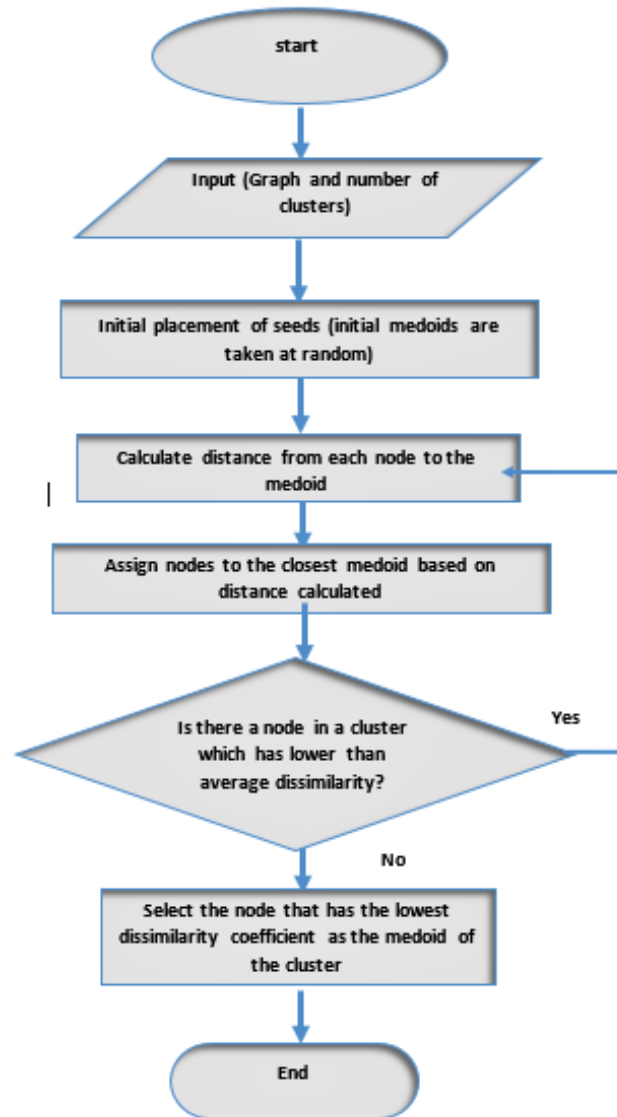 start
Input (Graph and number of
clusters)
Initial placement of seeds (initial medoids are
taken at random)
Calculate distance from each node to the
medoid
Assign nodes to the closest medoid based on
distance calculated
Is there a node in a cluster
which has lower than
average dissimilarity?
Yes
No
Select the node that has the lowest
dissimilarity coefficient as the medoid of
the cluster
End